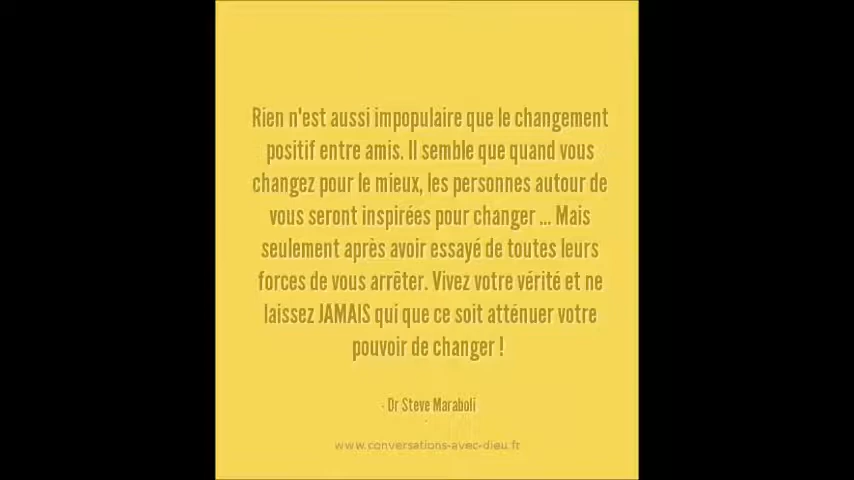 Rien n'est aussi impopulaire que le changement
positif entre amis. Il semble que quand vous
changez pour le mieux, les personnes autour de
vous seront inspirées pour changer ... Mais
seulement après avoir essayé de toutes leurs
forces de vous arrêter. Vivez votre vérité et ne
laissez JAMAIS qui que ce soit atténuer votre
pouvoir de changer !
- Dr Steve Maraboli
www.conversations-avec-dieu.fr